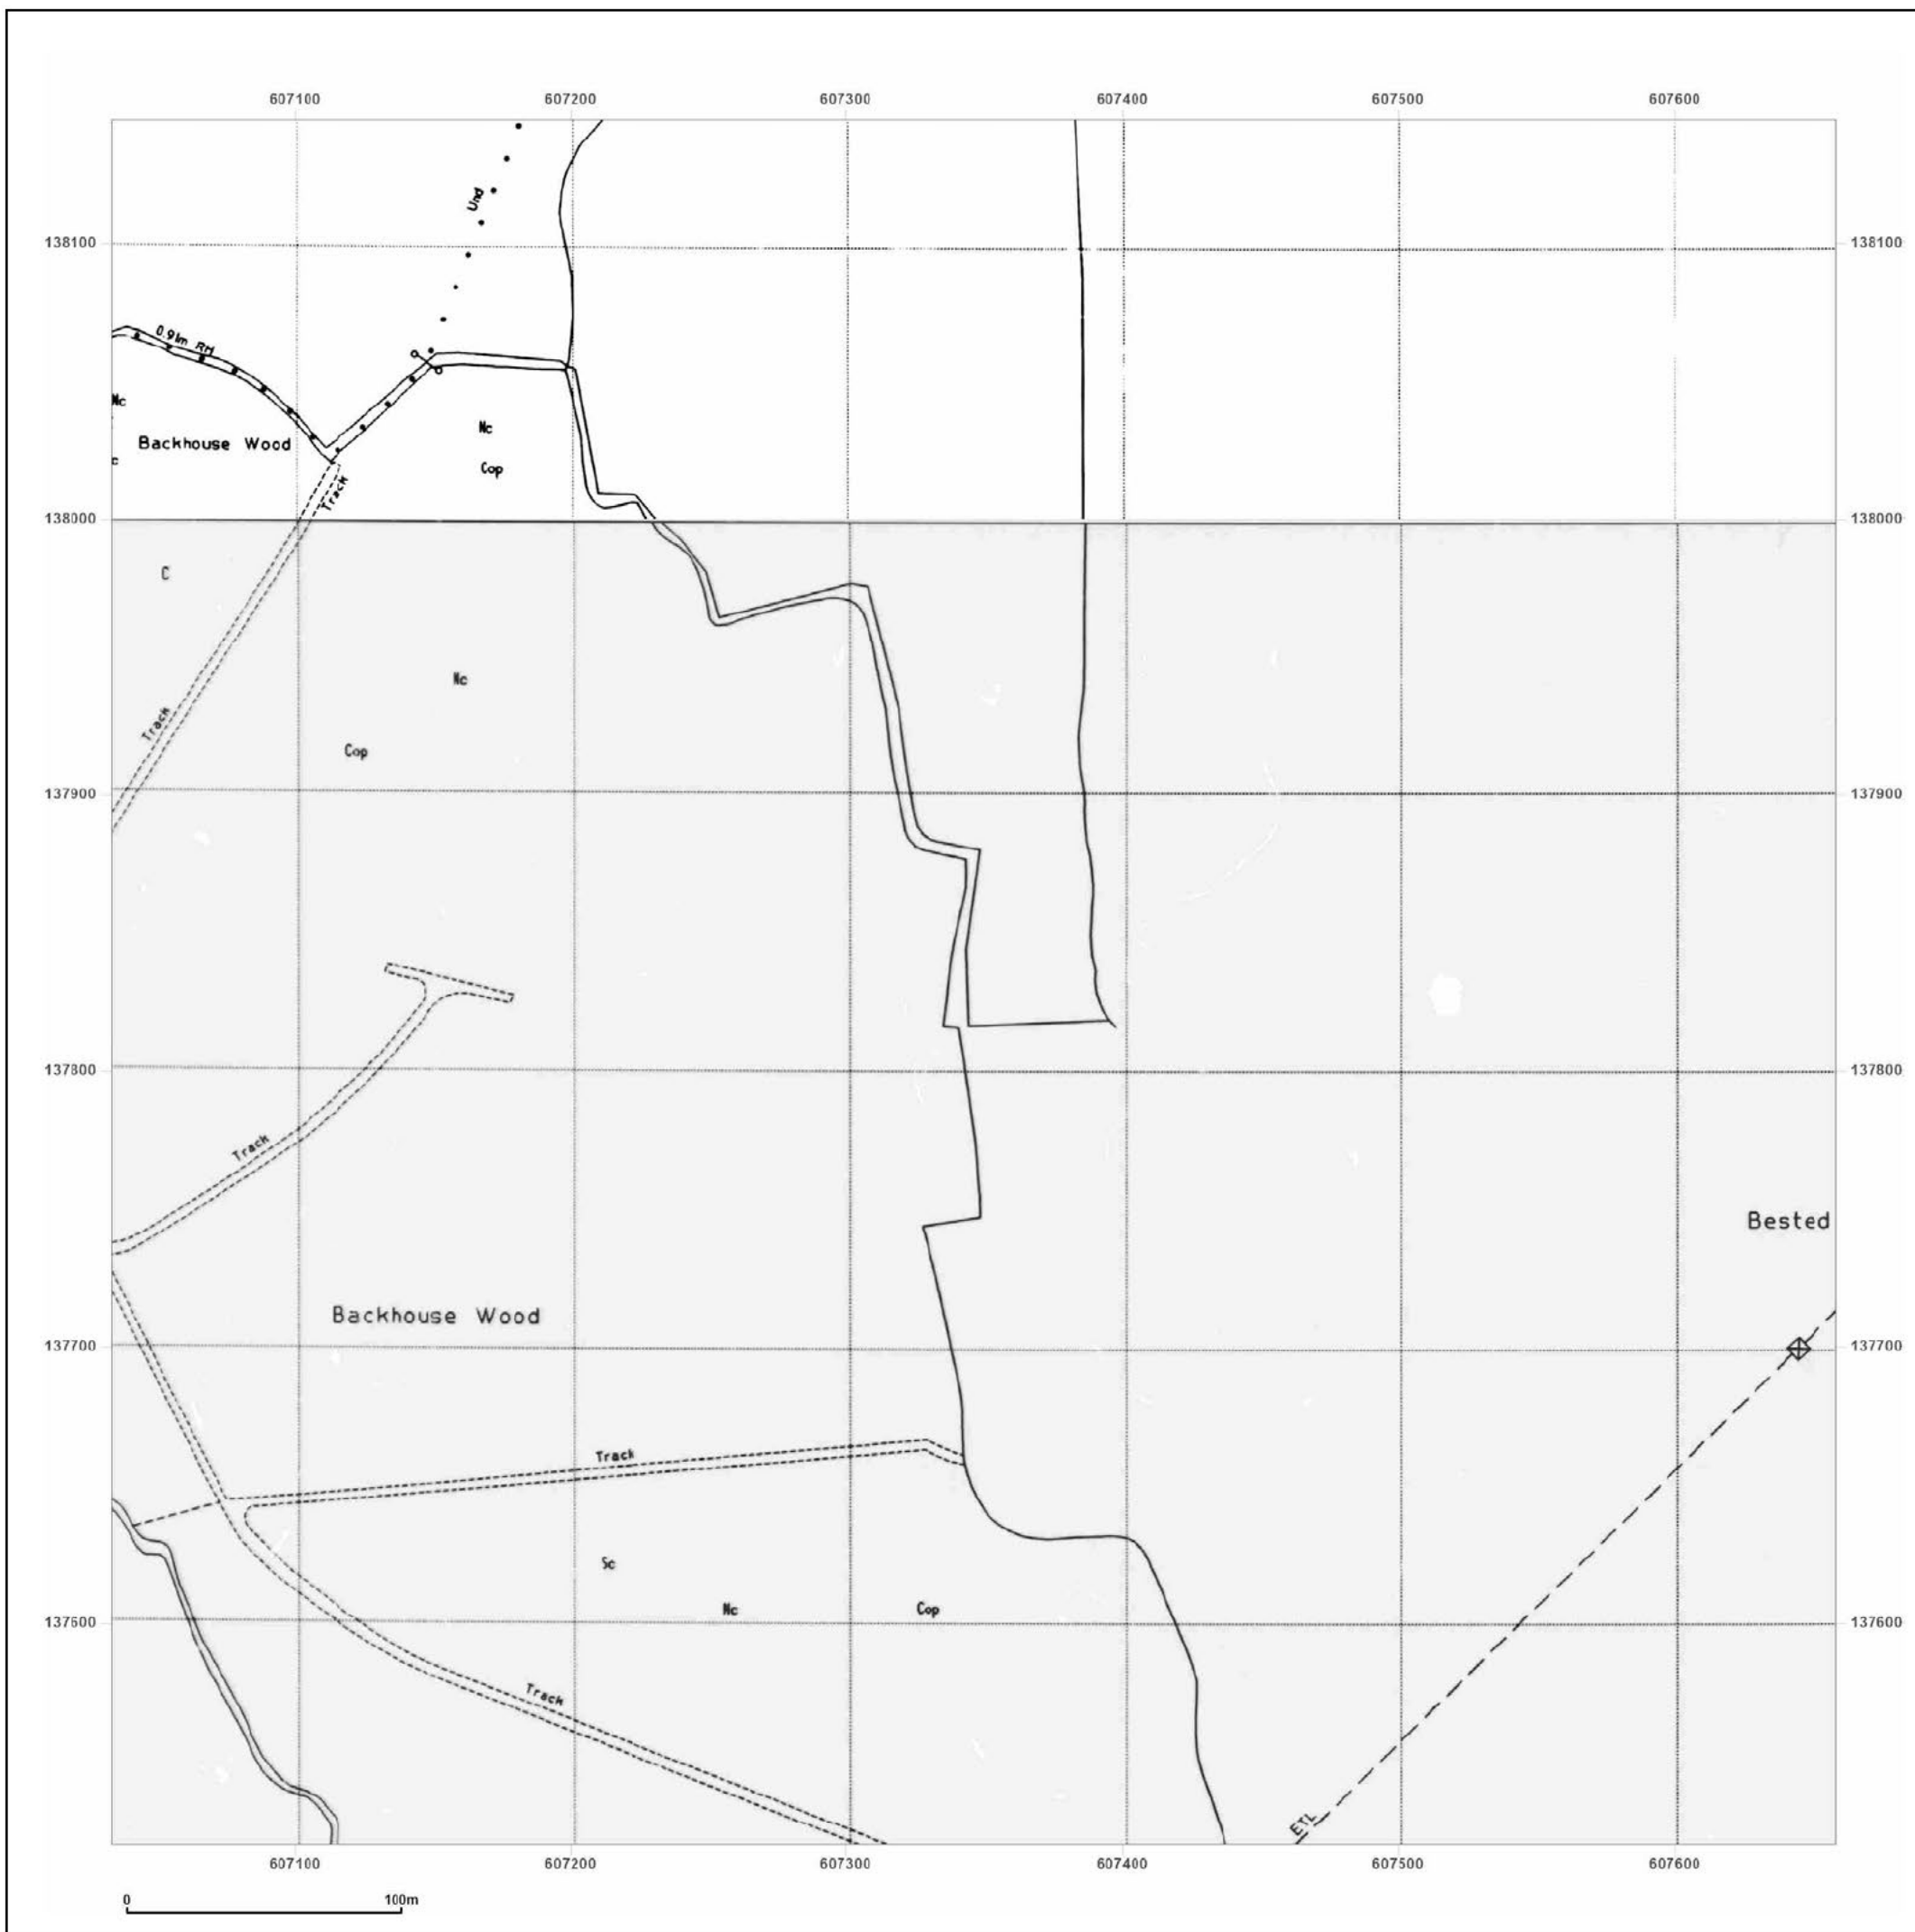 607100 607200 607300 607400 607500 607600
Und
138100 138100
0.91m RH
Nc
Backhouse Wood
Nc
c
Cop
Track
138000 138000
C
Nc
Track
Cop
137900 137900
137800 137800
Track
Bested
Backhouse Wood
137700 137700
Track
Sc
Nc Cop
137600 137600
Track
ETL
607100 607200 607300 607400 607500 607600
0 100m